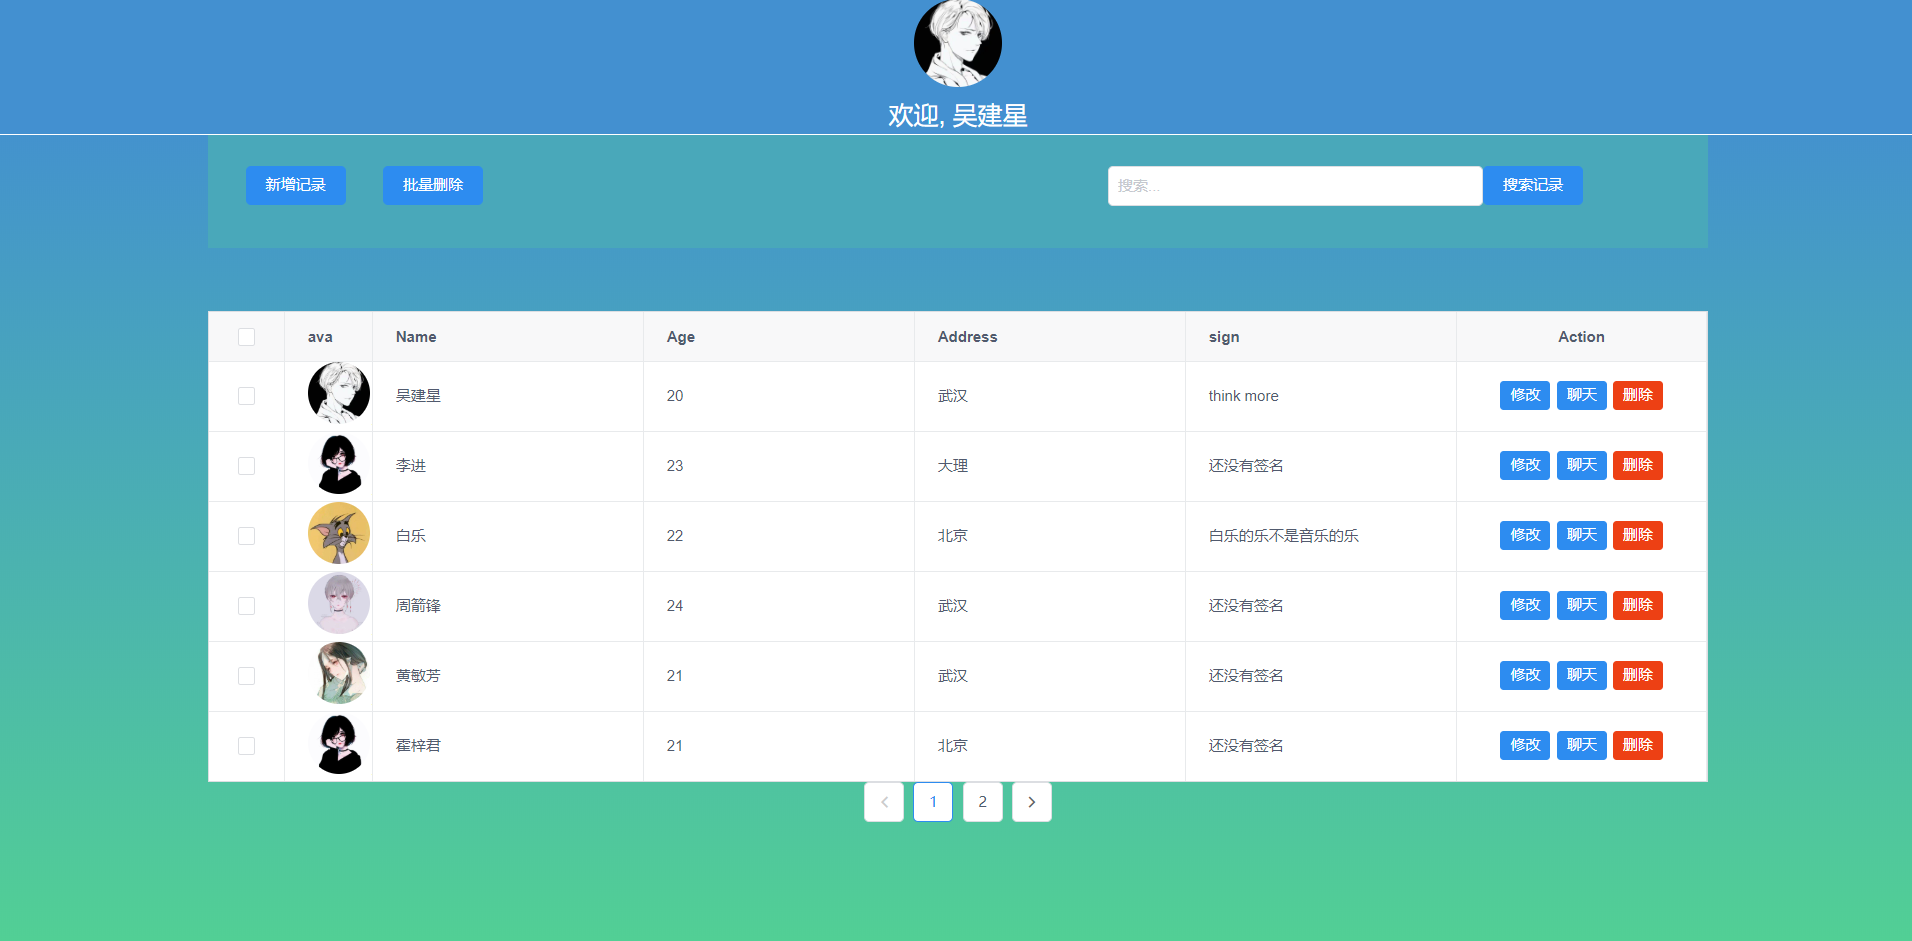 欢迎, 吴建星
新增记录 批量删除 搜索... 搜索记录
ava Name Age Address sign Action
吴建星 20 武汉 think more 修改 聊天 删除
李进 23 大理 还没有签名 修改 聊天 删除
白乐 22 北京 白乐的乐不是音乐的乐 修改 聊天 删除
周箭锋 24 武汉 还没有签名 修改 聊天 删除
黄敏芳 21 武汉 还没有签名 修改 聊天 删除
霍梓君 21 北京 还没有签名 修改 聊天 删除
1 2